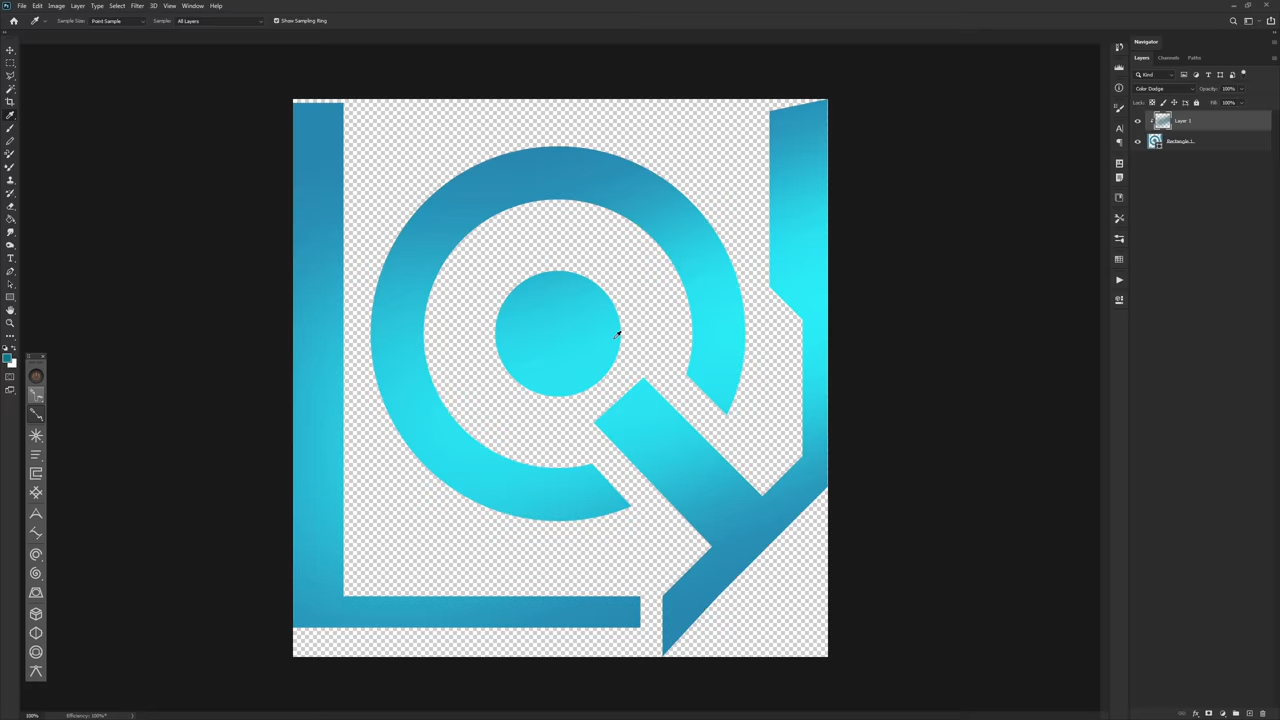 Ps File Edit Image Layer Type Select Filter 3D View Window Help
Sample Size: Point Sample Sample: All Layers Show Sampling Ring
Navigator
Layers Channels Paths
Kind
Color Dodge Opacity: 100%
Lock: Fill: 100%
Layer 1
Rectangle 1...
100% Efficiency: 100%*